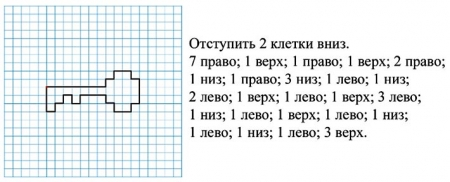 Отступить 2 клетки вниз.
7 право; 1 верх; 1 право; 1 верх; 2 право;
1 низ; 1 право; 3 низ; 1 лево; 1 низ;
2 лево; 1 верх; 1 лево; 1 верх; 3 лево;
1 низ; 1 лево; 1 верх; 1 лево; 1 низ;
1 лево; 1 низ; 1 лево; 3 верх.